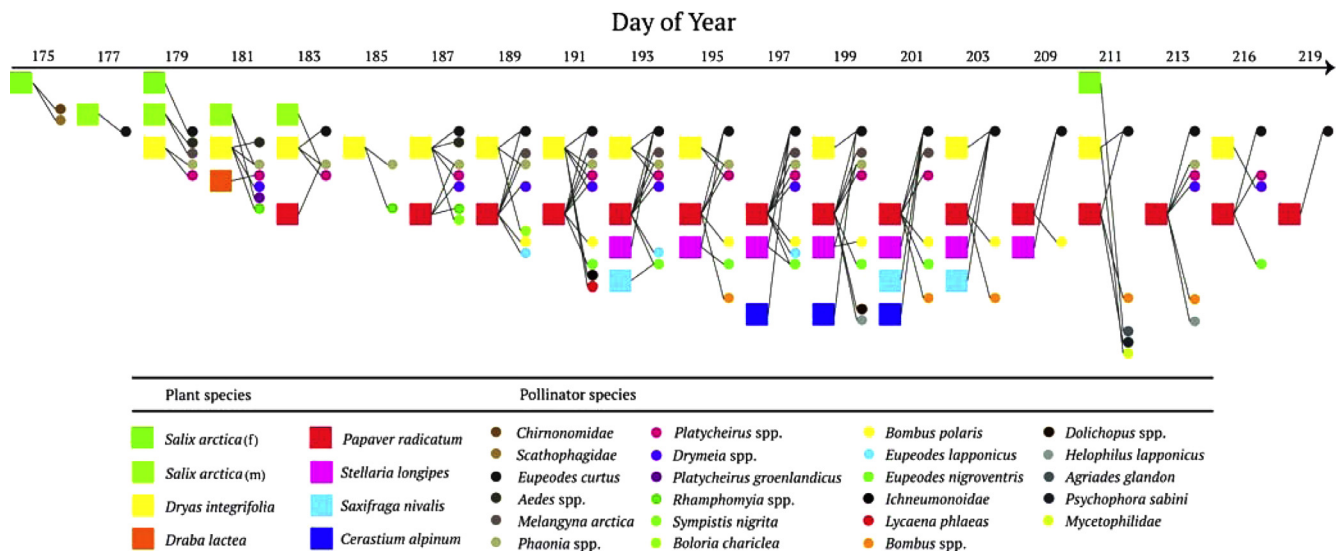 Day of Year
175 177 179 181 183 185 187 189 191 193 195 197 199 201 203 209 211 213 216 219
Plant species Pollinator species
Salix arctica (f) Papaver radicatum Chirnonomidae Platycheirus spp. Bombus polaris Dolichopus spp.
Scathophagidae Drymeia spp. Eupeodes lapponicus Helophilus lapponicus
Salix arctica (m) Stellaria longipes Eupeodes curtus Platycheirus groenlandicus Eupeodes nigroventris Agriades glandon
Aedes spp. Rhamphomyia spp. Ichneumonoidae Psychophora sabini
Dryas integrifolia Saxifraga nivalis Melangyna arctica Sympistis nigrita Lycaena phlaeas Mycetophilidae
Draba lactea Cerastium alpinum Phaonia spp. Boloria chariclea Bombus spp.